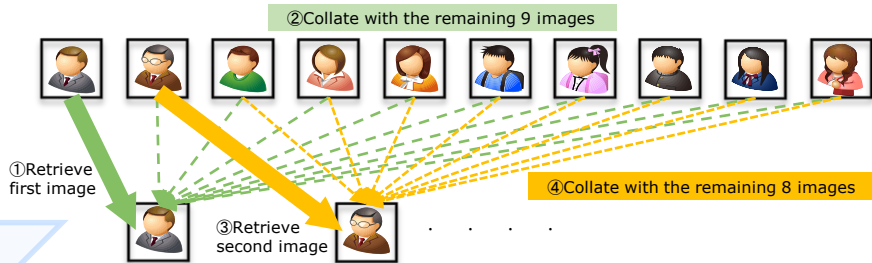 ②Collate with the remaining 9 images
①Retrieve
first image
④Collate with the remaining 8 images
③Retrieve
second image
· · · ·